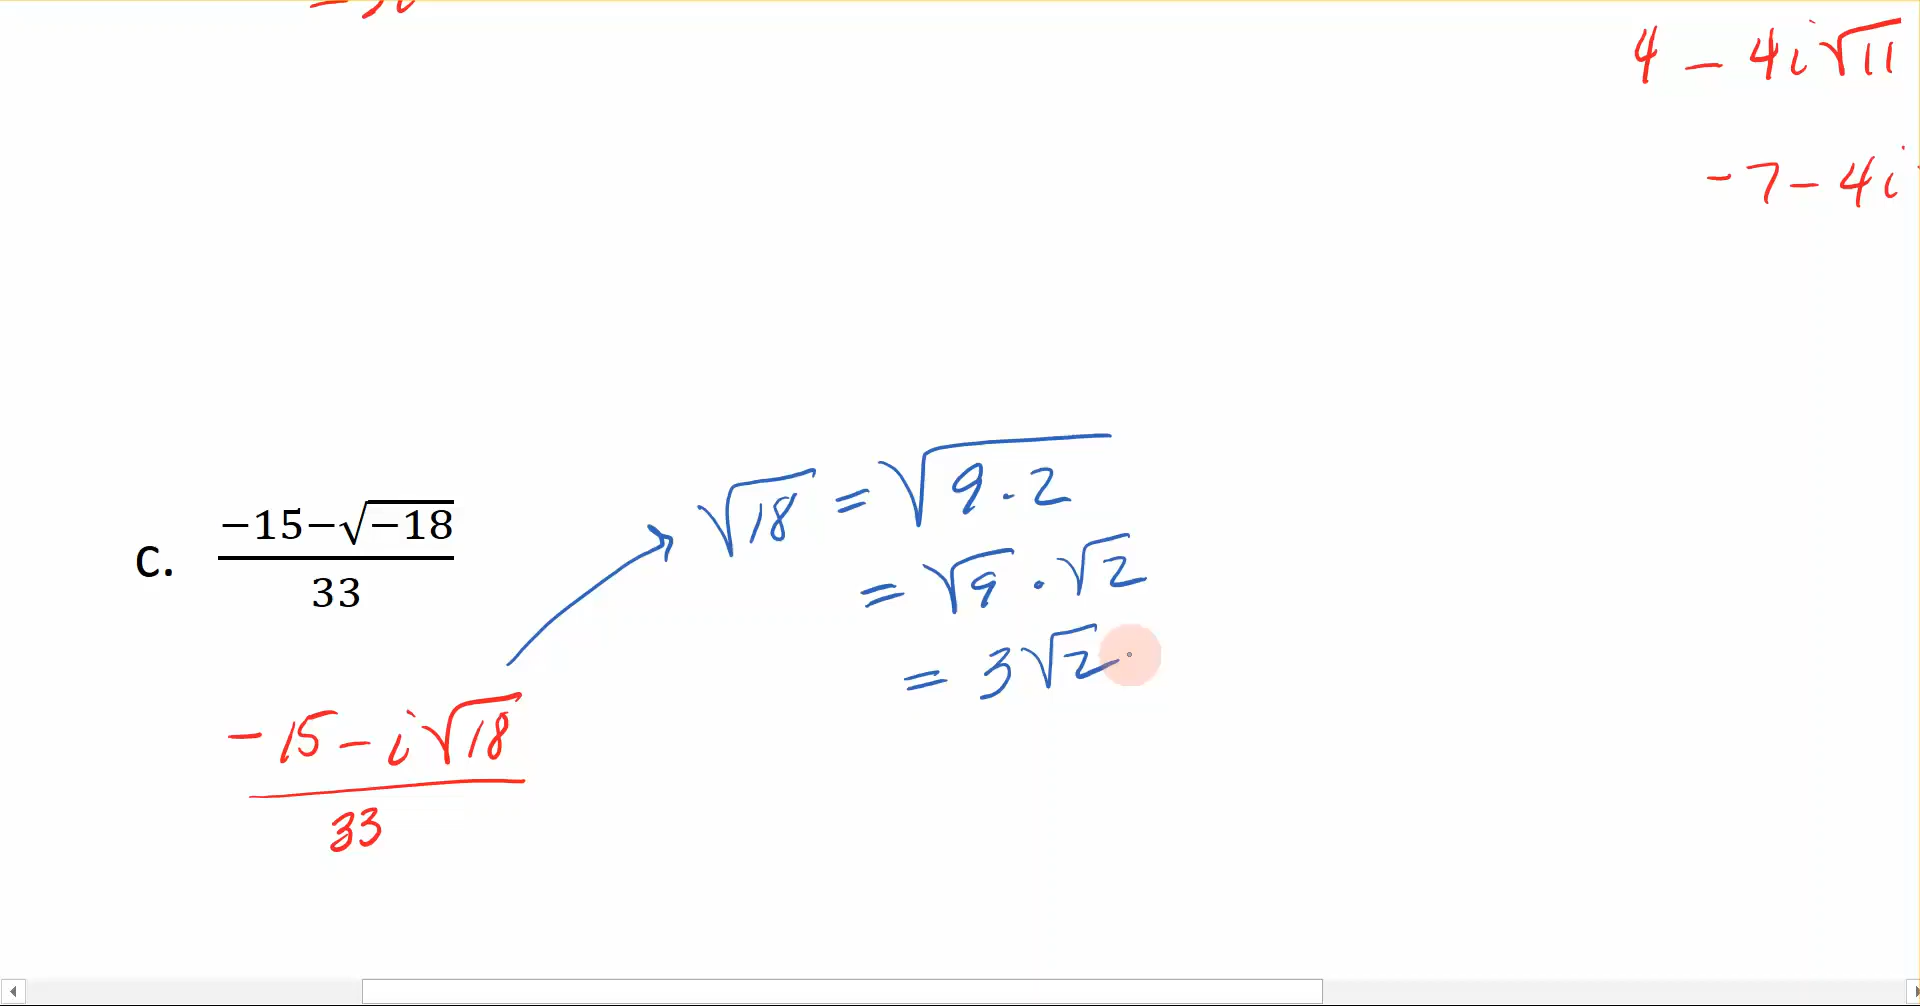 4 - 4i√11
-7 - 4i
√18 = √9 · 2
c. −15−√−18 / 33
= √9 · √2
= 3√2
-15 - i√18
33